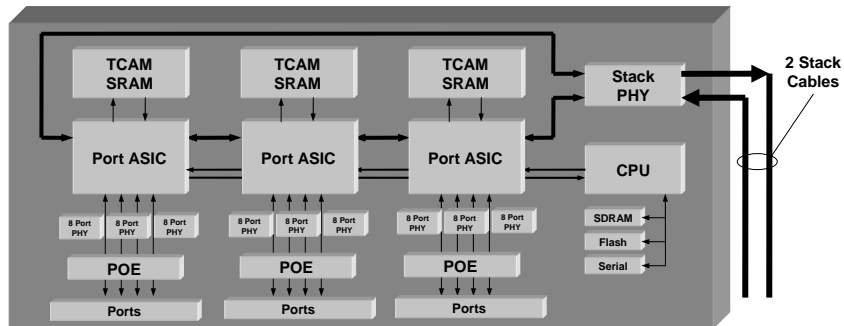 TCAM
SRAM
TCAM
SRAM
TCAM
SRAM
Stack
PHY
2 Stack
Cables
Port ASIC
Port ASIC
Port ASIC
CPU
8 Port
PHY
8 Port
PHY
8 Port
PHY
8 Port
PHY
8 Port
PHY
8 Port
PHY
8 Port
PHY
8 Port
PHY
8 Port
PHY
SDRAM
Flash
Serial
POE
POE
POE
Ports
Ports
Ports